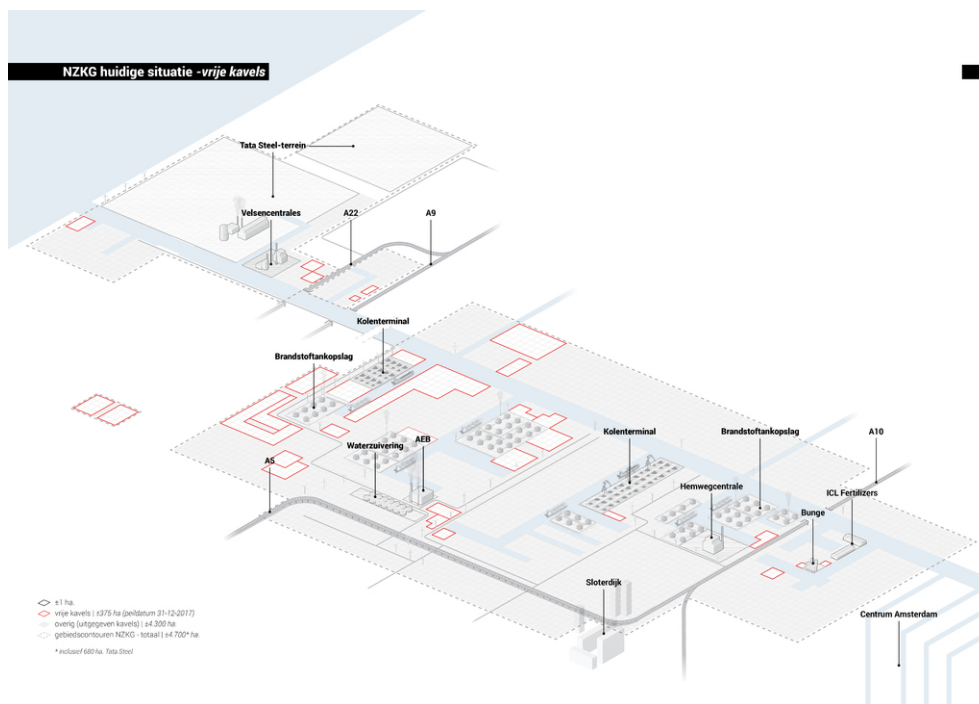 NZKG huidige situatie -vrije kavels
Tata Steel-terrein
Velsencentrales
A22
A9
Kolenterminal
Brandstoftankopslag
Waterzuivering
AEB
A5
Kolenterminal
Brandstoftankopslag
A10
Hemwegcentrale
ICL Fertilizers
Bunge
Sloterdijk
Centrum Amsterdam
±1 ha.
vrije kavels | ±375 ha (peildatum 31-12-2017)
overig (uitgegeven kavels) | ±4.300 ha.
gebiedscontouren NZKG - totaal | ±4.700* ha.
* inclusief 680 ha. Tata Steel